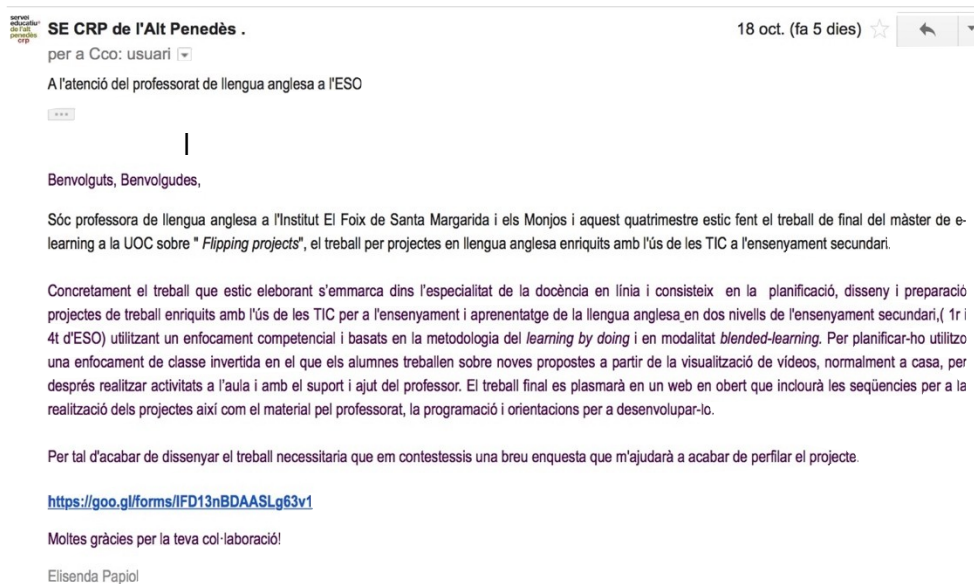 servei
educatiu
de l'alt
penedès
crp
SE CRP de l'Alt Penedès .
18 oct. (fa 5 dies)
per a Cco: usuari
A l'atenció del professorat de llengua anglesa a l'ESO
Benvolguts, Benvolgudes,
Sóc professora de llengua anglesa a l'Institut El Foix de Santa Margarida i els Monjos i aquest quatrimestre estic fent el treball de final del màster de e-
learning a la UOC sobre " Flipping projects", el treball per projectes en llengua anglesa enriquits amb l'ús de les TIC a l'ensenyament secundari.
Concretament el treball que estic eleborant s'emmarca dins l'especialitat de la docència en línia i consisteix en la planificació, disseny i preparació
projectes de treball enriquits amb l'ús de les TIC per a l'ensenyament i aprenentatge de la llengua anglesa en dos nivells de l'ensenyament secundari,( 1r i
4t d'ESO) utilitzant un enfocament competencial i basats en la metodologia del learning by doing i en modalitat blended-learning. Per planificar-ho utilitzo
una enfocament de classe invertida en el que els alumnes treballen sobre noves propostes a partir de la visualització de vídeos, normalment a casa, per
després realitzar activitats a l'aula i amb el suport i ajut del professor. El treball final es plasmarà en un web en obert que inclourà les seqüències per a la
realització dels projectes així com el material pel professorat, la programació i orientacions per a desenvolupar-lo.
Per tal d'acabar de dissenyar el treball necessitaria que em contestessis una breu enquesta que m'ajudarà a acabar de perfilar el projecte.
https://goo.gl/forms/IFD13nBDAASLg63v1
Moltes gràcies per la teva col·laboració!
Elisenda Papiol